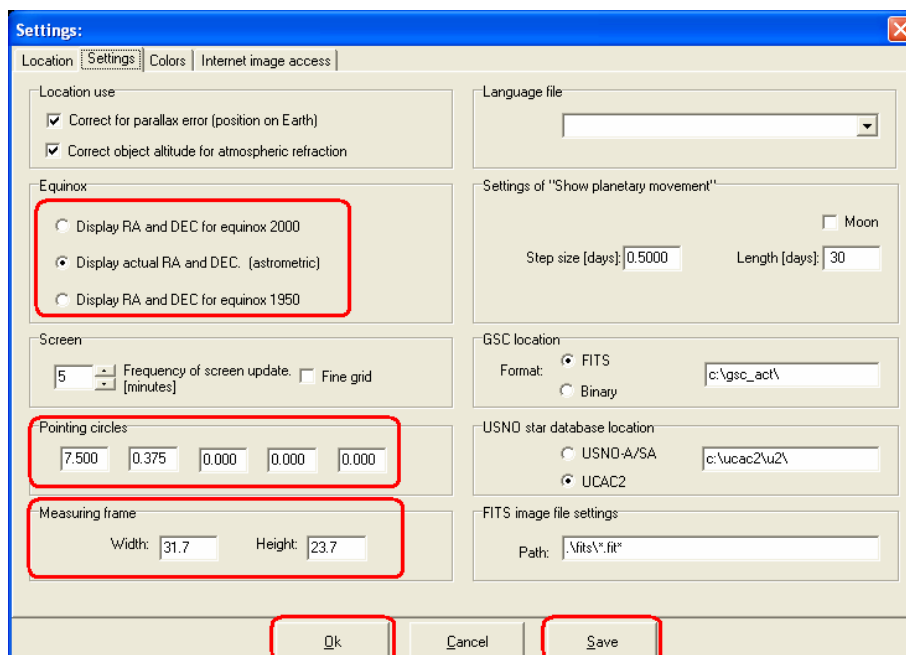 Settings:
Location Settings Colors Internet image access
Location use
Correct for parallax error (position on Earth)
Correct object altitude for atmospheric refraction
Language file
Equinox
Display RA and DEC for equinox 2000
Display actual RA and DEC. (astrometric)
Display RA and DEC for equinox 1950
Settings of "Show planetary movement"
Moon
Step size [days]: 0.5000 Length [days]: 30
Screen
5 Frequency of screen update. [minutes] Fine grid
GSC location
Format: FITS
Binary
c:\gsc_act\
Pointing circles
7.500 0.375 0.000 0.000 0.000
USNO star database location
USNO-A/SA
UCAC2
c:\ucac2\u2\
Measuring frame
Width: 31.7 Height: 23.7
FITS image file settings
Path: .\fits\*.fit*
Ok Cancel Save